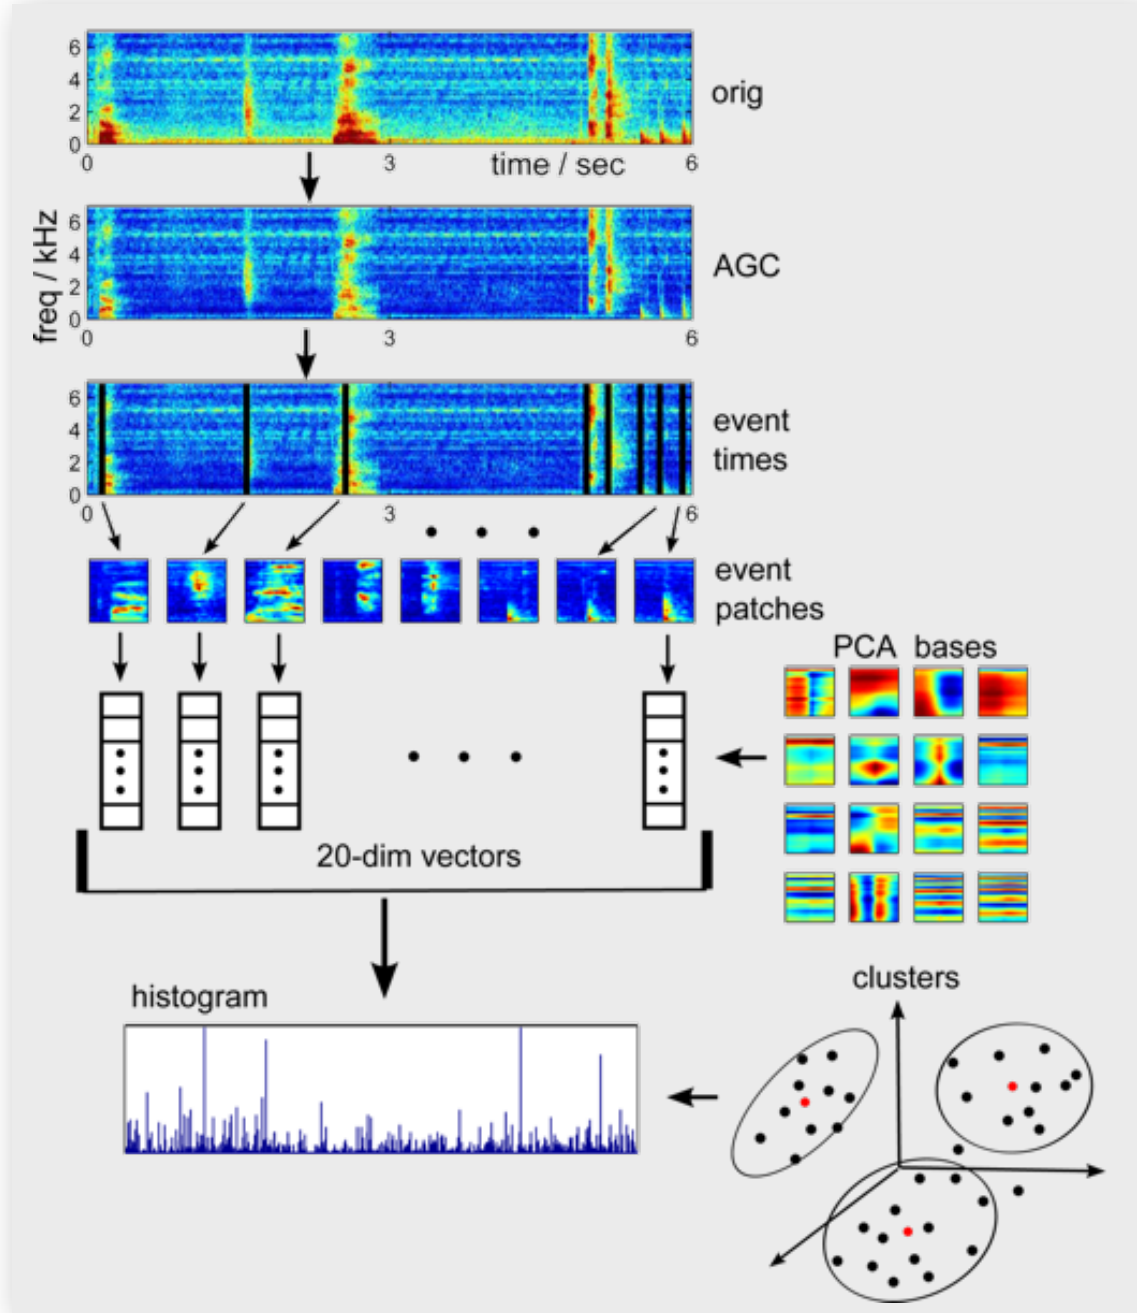 6
4
2
0
0
3
6
time / sec
orig
6
4
2
0
0
3
6
AGC
freq / kHz
6
4
2
0
0
3
6
event
times
event
patches
PCA bases
20-dim vectors
histogram
clusters